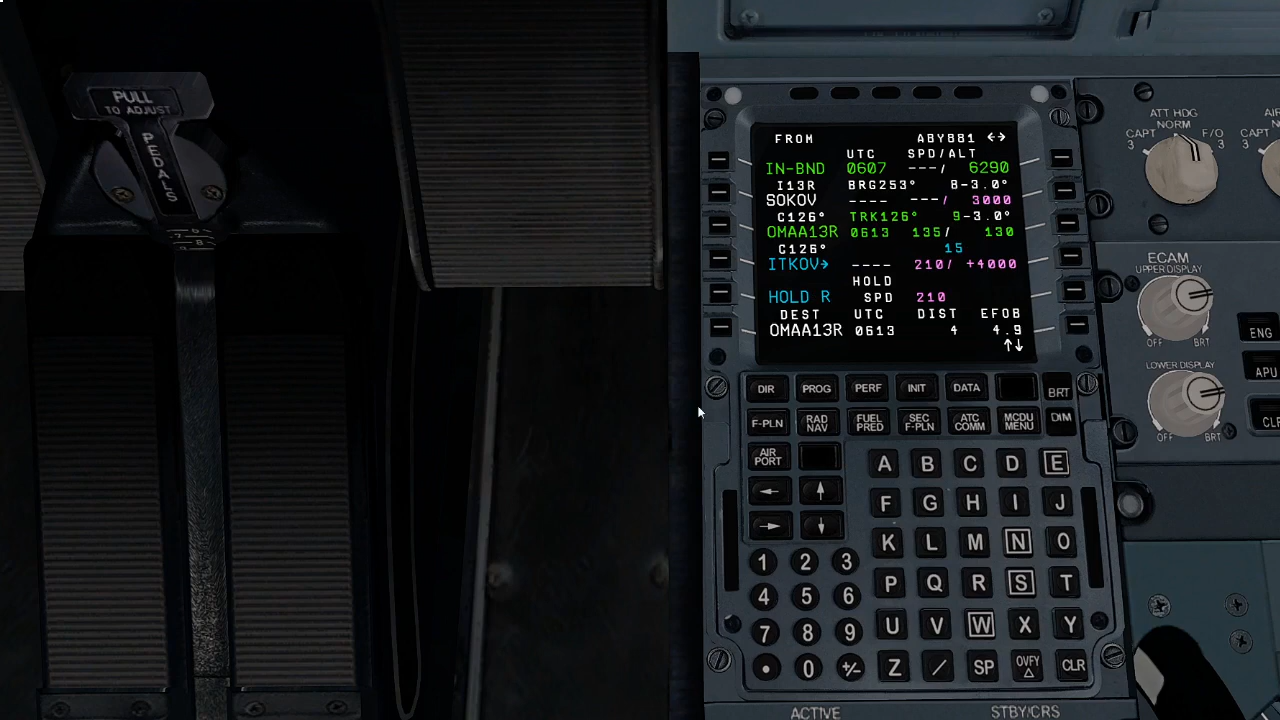 PULL
TO ADJUST
PEDALS
FROM ABY881 ↔
UTC SPD/ALT
IN-BND 0607 ---/ 6290
I13R BRG253° 8-3.0°
SOKOV ---- ---/ 3000
C126° TRK126° 9-3.0°
OMAA13R 0613 135/ 130
C126° 15
ITKOV→ ---- 210/ +4000
HOLD
HOLD R SPD 210
DEST UTC DIST EFOB
OMAA13R 0613 4 4.9
↑↓
DIR PROG PERF INIT DATA BRT
F-PLN RAD NAV FUEL PRED SEC F-PLN ATC COMM MCDU MENU DIM
AIR PORT
← ↑
→ ↓
A B C D E
F G H I J
K L M N O
P Q R S T
U V W X Y
Z / SP OVFY △ CLR
1 2 3
4 5 6
7 8 9
• 0 +/-
ACTIVE STBY/CRS
ATT HDG
NORM
CAPT 3 F/O 3
CAPT 3
ECAM
UPPER DISPLAY
OFF BRT
LOWER DISPLAY
OFF BRT
ENG
APU